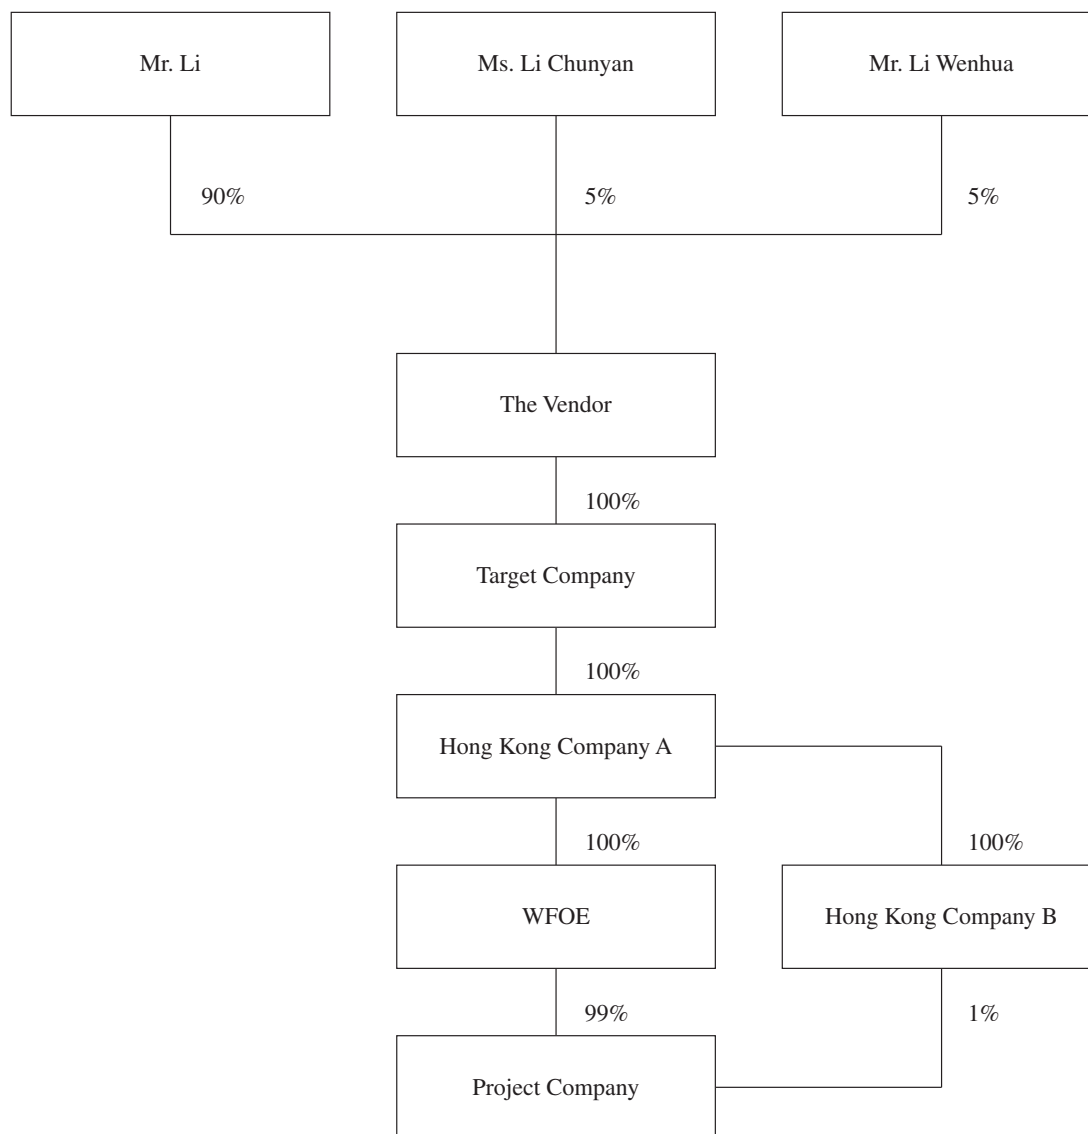 Mr. Li
Ms. Li Chunyan
Mr. Li Wenhua
90%
5%
5%
The Vendor
100%
Target Company
100%
Hong Kong Company A
100%
100%
WFOE
Hong Kong Company B
99%
1%
Project Company